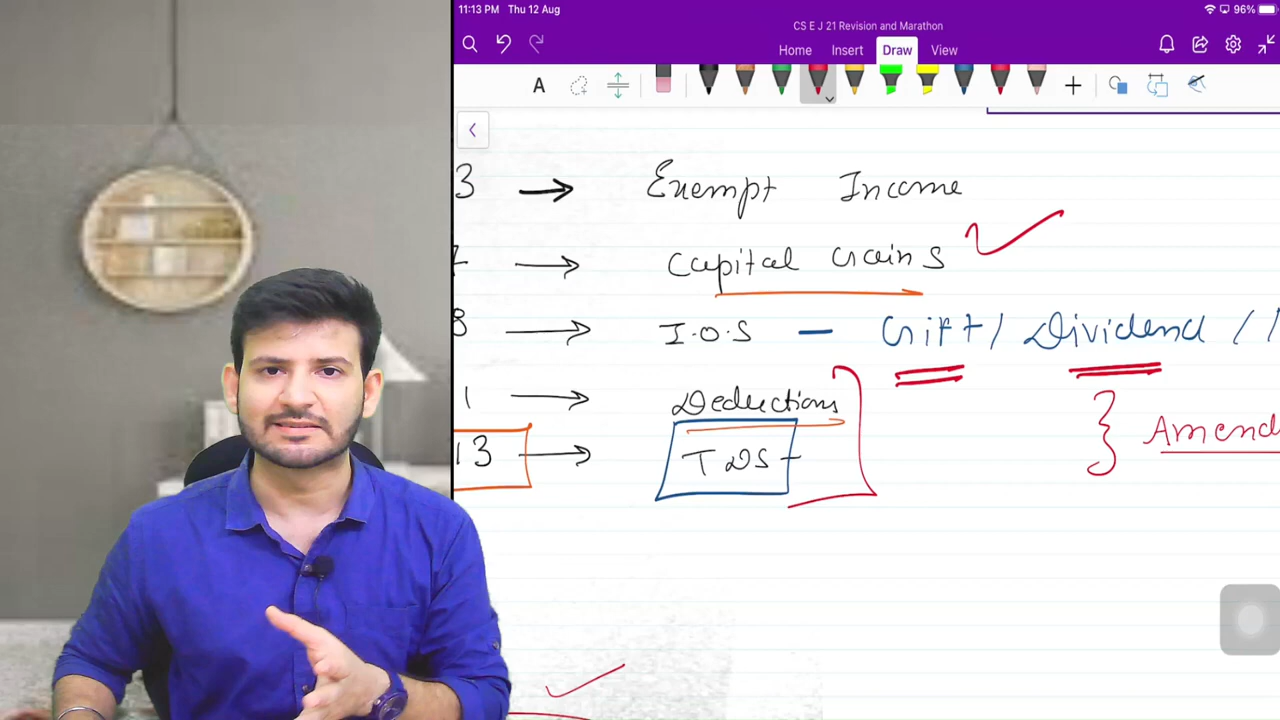 11:13 PM Thu 12 Aug 96%
CS E J 21 Revision and Marathon
Home Insert Draw View
A
3 → Exempt Income
→ Capital Gains
8 → I.O.S – Gift / Dividend /
1 → Deductions
13 → TDS
} Amend